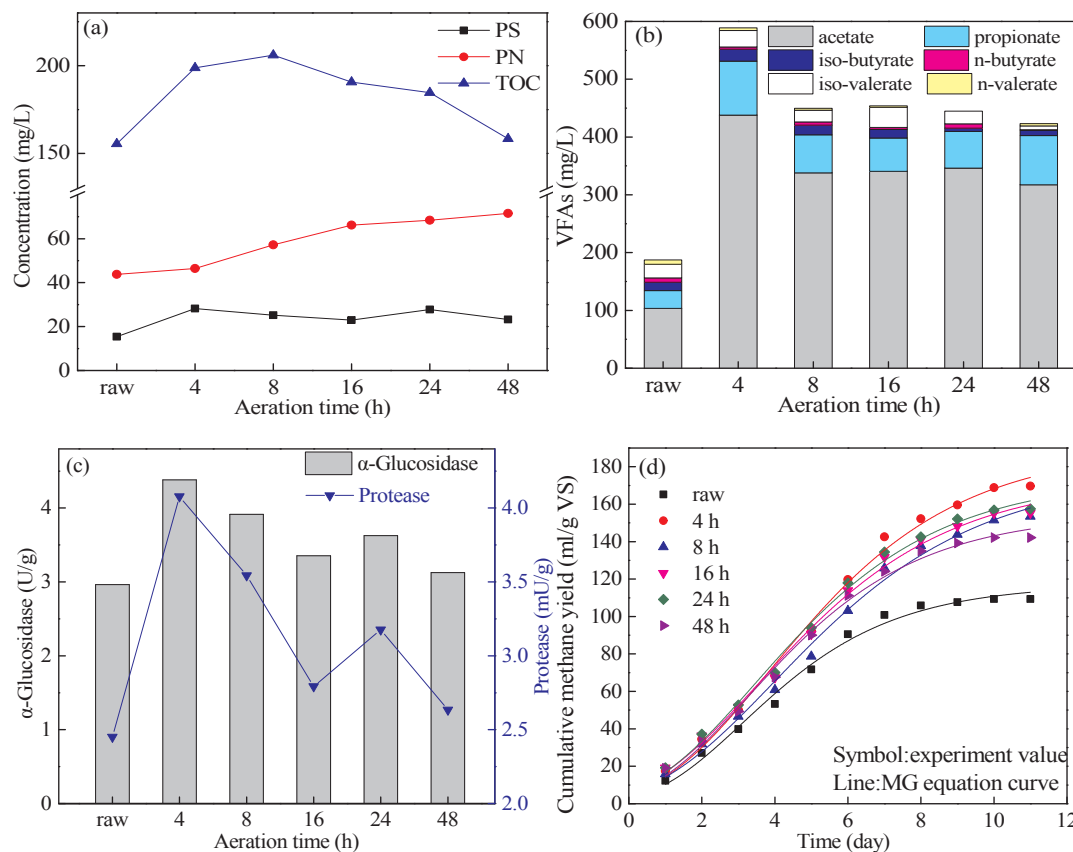 (a)
PS
PN
TOC
Concentration (mg/L)
200
150
60
40
20
0
raw 4 8 16 24 48
Aeration time (h)
(b)
acetate propionate
iso-butyrate n-butyrate
iso-valerate n-valerate
VFAs (mg/L)
600
500
400
300
200
100
0
raw 4 8 16 24 48
Aeration time (h)
(c)
α-Glucosidase
Protease
α-Glucosidase (U/g)
4
3
2
1
0
Protease (mU/g)
4.0
3.5
3.0
2.5
2.0
raw 4 8 16 24 48
Aeration time (h)
(d)
raw
4 h
8 h
16 h
24 h
48 h
Cumulative methane yield (ml/g VS)
180
160
140
120
100
80
60
40
20
0
Symbol:experiment value
Line:MG equation curve
0 2 4 6 8 10 12
Time (day)